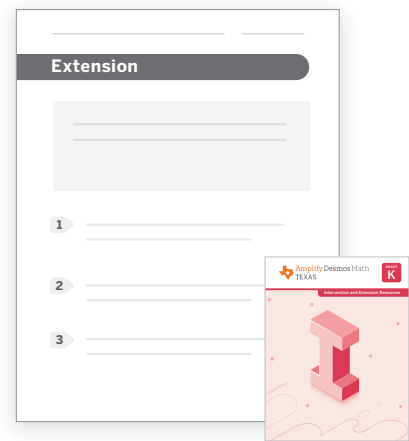 Extension
1
2
3
Amplify Desmos Math
TEXAS
GRADE
K
Intervention and Extension Resources